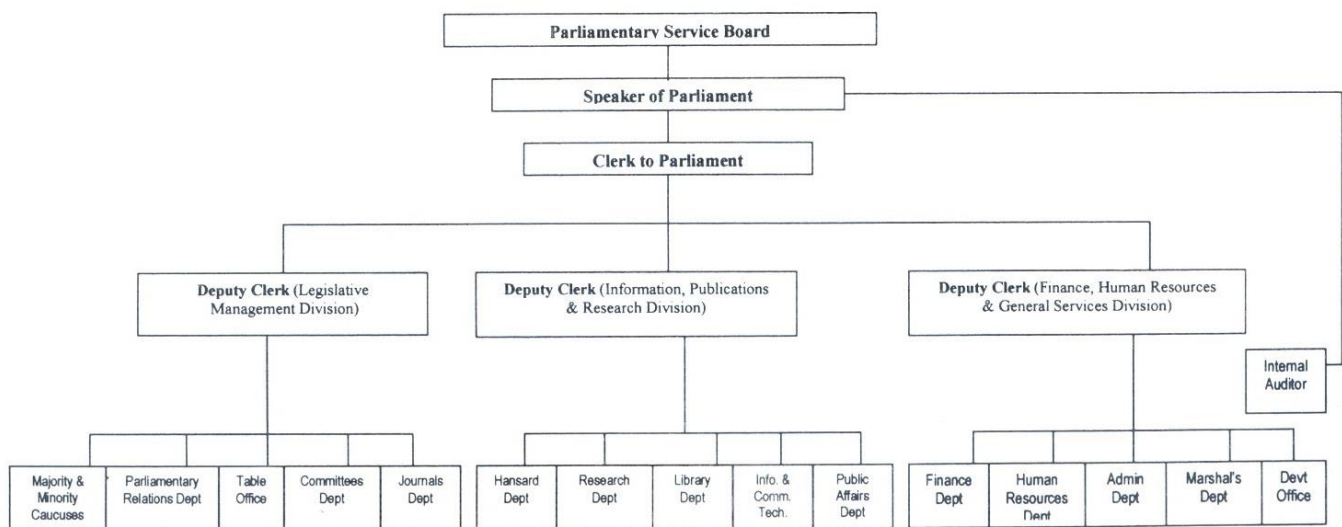 Parliamentary Service Board
Speaker of Parliament
Clerk to Parliament
Deputy Clerk (Legislative
Management Division)
Deputy Clerk (Information, Publications
& Research Division)
Deputy Clerk (Finance, Human Resources
& General Services Division)
Internal
Auditor
Majority &
Minority
Caucuses
Parliamentary
Relations Dept
Table
Office
Committees
Dept
Journals
Dept
Hansard
Dept
Research
Dept
Library
Dept
Info. &
Comm.
Tech.
Public
Affairs
Dept
Finance
Dept
Human
Resources
Dept
Admin
Dept
Marshal's
Dept
Devt
Office